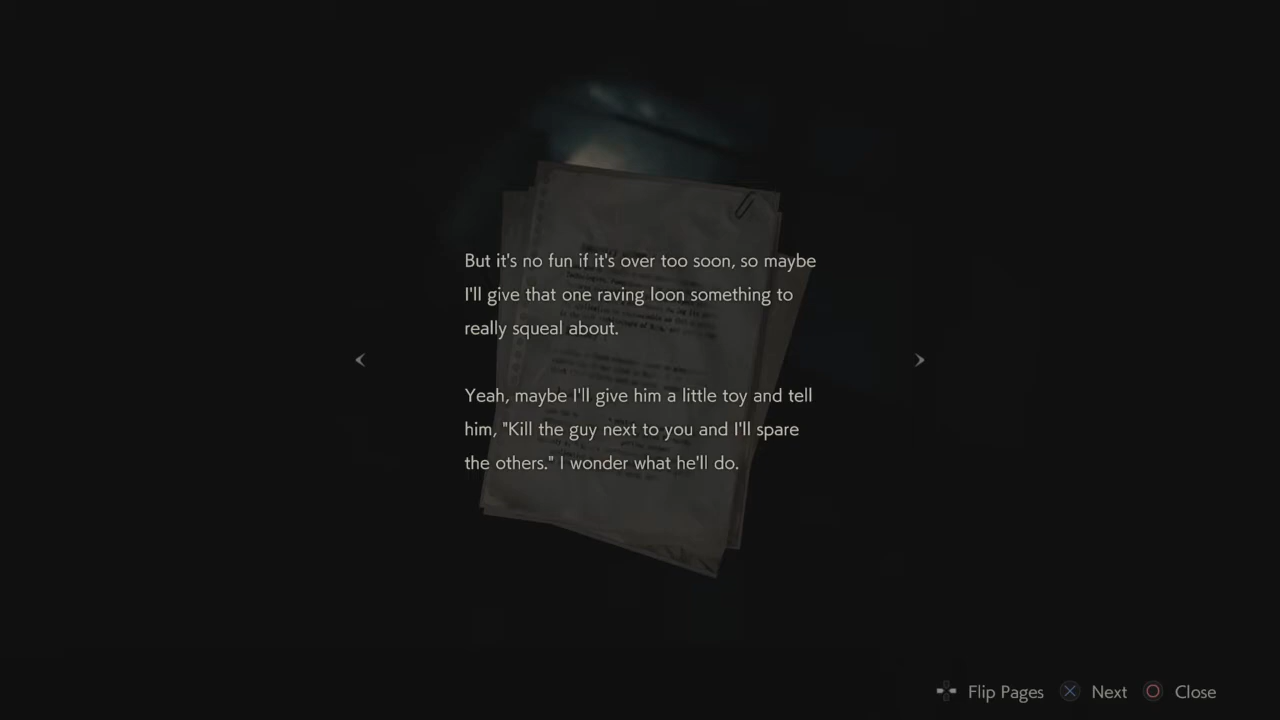 But it's no fun if it's over too soon, so maybe
I'll give that one raving loon something to
really squeal about.
Yeah, maybe I'll give him a little toy and tell
him, "Kill the guy next to you and I'll spare
the others." I wonder what he'll do.
Flip Pages Next Close